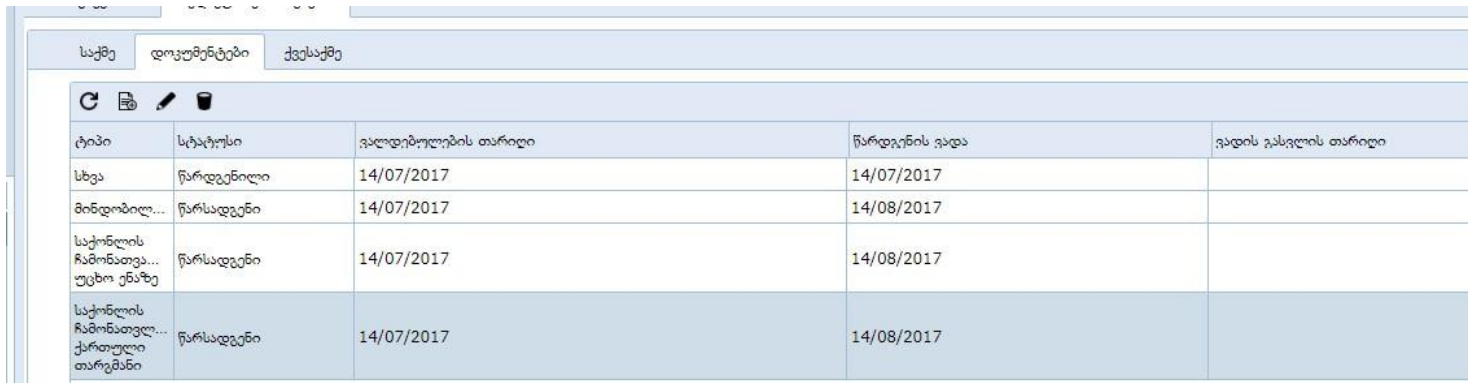 საქმე დოკუმენტები ქვესაქმე
ტიპი სტატუსი ვალდებულების თარიღი წარდგენის ვადა ვადის გასვლის თარიღი
სხვა წარდგენილი 14/07/2017 14/07/2017
მინდობილ... წარსადგენი 14/07/2017 14/08/2017
საქონლის
ჩამონათვა... წარსადგენი 14/07/2017 14/08/2017
უცხო ენაზე
საქონლის
ჩამონათვლ...
წარსადგენი 14/07/2017 14/08/2017
ქართული
თარგმანი